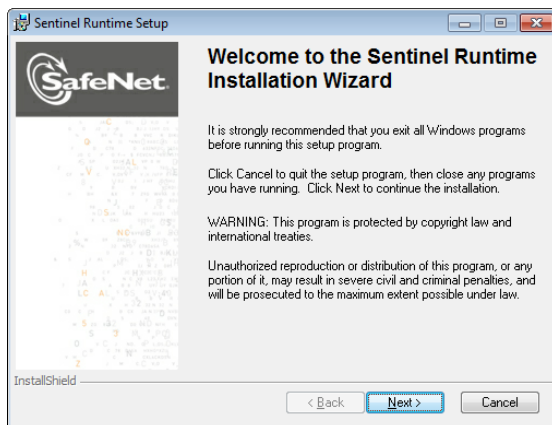 Sentinel Runtime Setup
SafeNet.
Welcome to the Sentinel Runtime
Installation Wizard
It is strongly recommended that you exit all Windows programs
before running this setup program.
Click Cancel to quit the setup program, then close any programs
you have running. Click Next to continue the installation.
WARNING: This program is protected by copyright law and
international treaties.
Unauthorized reproduction or distribution of this program, or any
portion of it, may result in severe civil and criminal penalties, and
will be prosecuted to the maximum extent possible under law.
InstallShield
< Back
Next >
Cancel